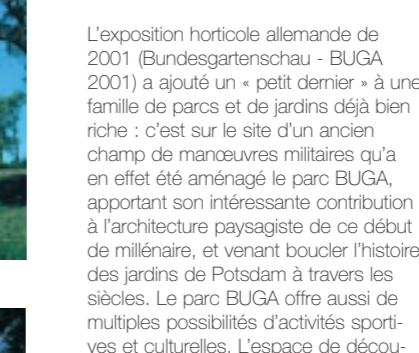 L’exposition horticole allemande de
2001 (Bundesgartenschau - BUGA
2001) a ajouté un « petit dernier » à une
famille de parcs et de jardins déjà bien
riche : c’est sur le site d’un ancien
champ de manœuvres militaires qu’a
en effet été aménagé le parc BUGA,
apportant son intéressante contribution
à l’architecture paysagiste de ce début
de millénaire, et venant boucler l’histoire
des jardins de Potsdam à travers les
siècles. Le parc BUGA offre aussi de
multiples possibilités d’activités sporti-
ves et culturelles. L’espace de décou-